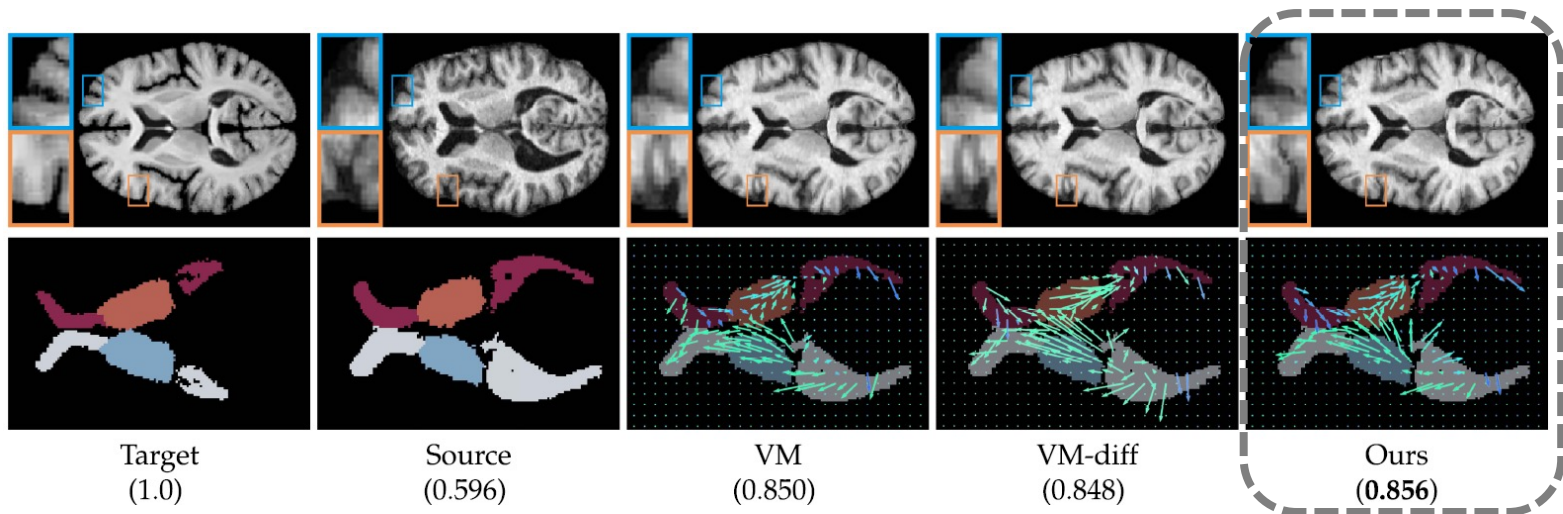 Target
(1.0)
Source
(0.596)
VM
(0.850)
VM-diff
(0.848)
Ours
(0.856)